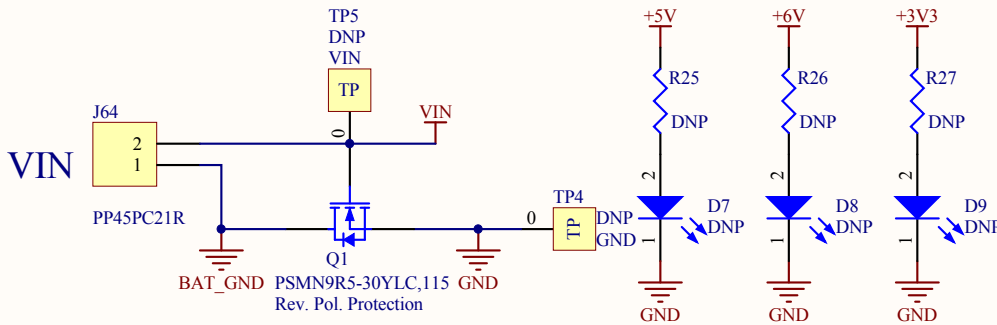 TP5
DNP
VIN
TP
0
J64
2
1
VIN
PP45PC21R
VIN
Q1
BAT_GND
PSMN9R5-30YLC,115
Rev. Pol. Protection
GND
0
TP4
TP
DNP
GND
+5V
R25
DNP
2
D7
DNP
1
GND
+6V
R26
DNP
2
D8
DNP
1
GND
+3V3
R27
DNP
2
D9
DNP
1
GND